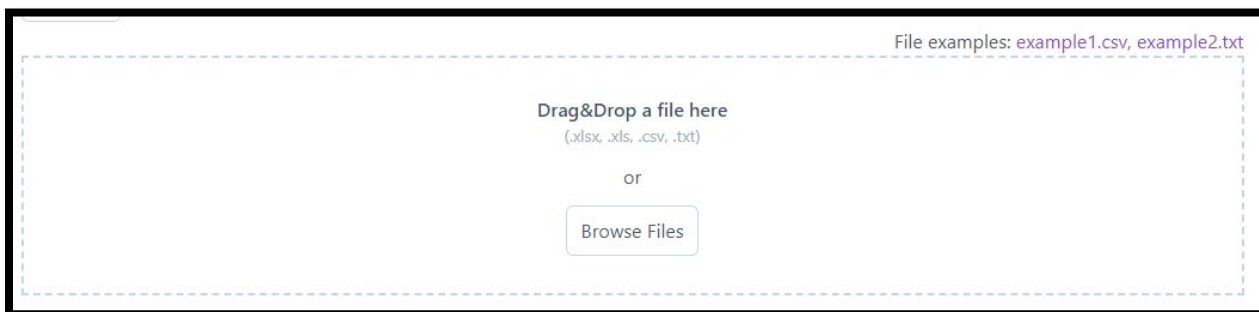 File examples: example1.csv, example2.txt
Drag&Drop a file here
(.xlsx, .xls, .csv, .txt)
or
Browse Files